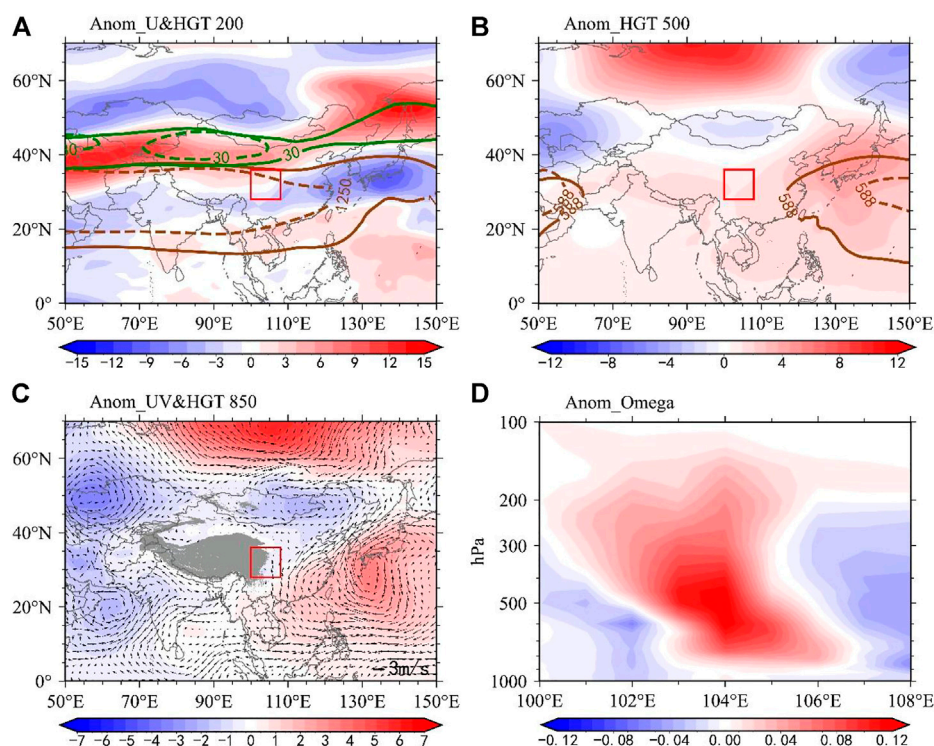 A
Anom_U&HGT 200
60°N
40°N
20°N
0°
30
30
30
1250
50°E 70°E 90°E 110°E 130°E 150°E
−15 −12 −9 −6 −3 0 3 6 9 12 15
B
Anom_HGT 500
60°N
40°N
20°N
0°
588
588
50°E 70°E 90°E 110°E 130°E 150°E
−12 −8 −4 0 4 8 12
C
Anom_UV&HGT 850
60°N
40°N
20°N
0°
3m/s
50°E 70°E 90°E 110°E 130°E 150°E
−7 −6 −5 −4 −3 −2 −1 0 1 2 3 4 5 6 7
D
Anom_Omega
hPa
100
200
300
500
1000
100°E 102°E 104°E 106°E 108°E
−0.12 −0.08 −0.04 0.00 0.04 0.08 0.12